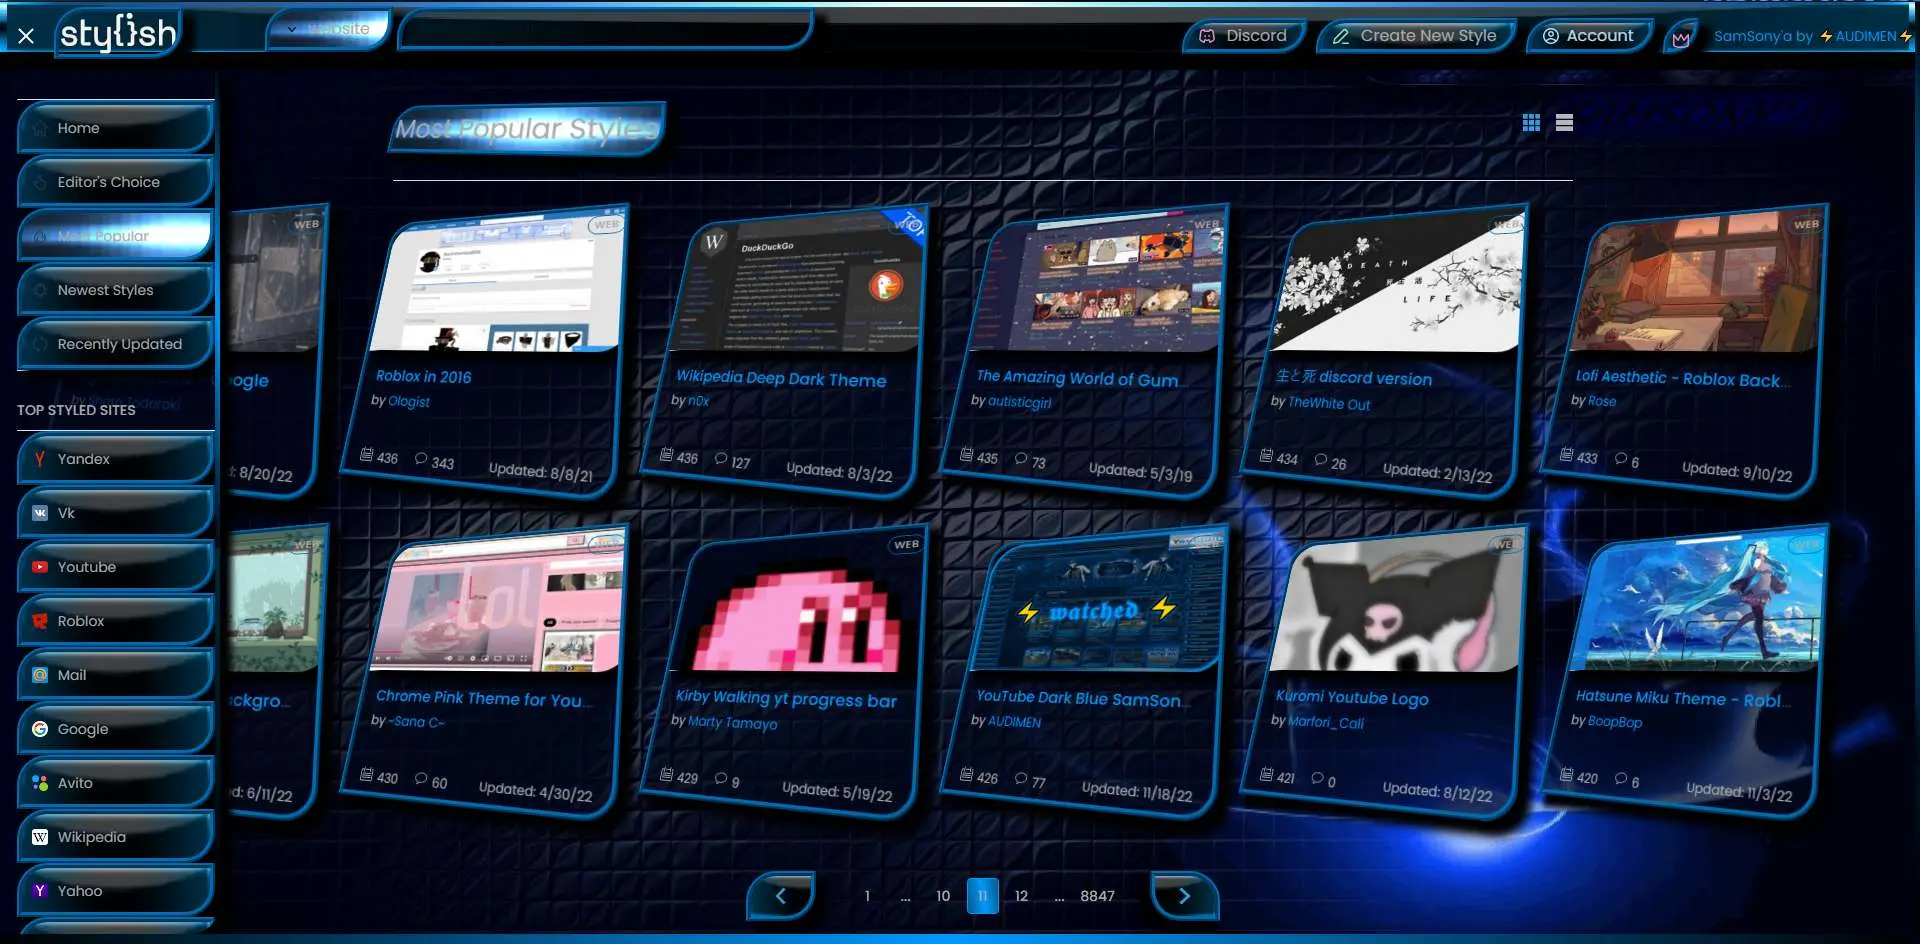 styl{}sh
Website
Discord
Create New Style
Account
SamSony'a by ⚡AUDIMEN⚡
Home
Editor's Choice
Most Popular
Newest Styles
Recently Updated
TOP STYLED SITES
Yandex
Vk
Youtube
Roblox
Mail
Google
Avito
Wikipedia
Yahoo
Most Popular Styles
WEB
oogle
8/20/22
WEB
Roblox in 2016
by Ologist
436
343
Updated: 8/8/21
W
DuckDuckGo
Wikipedia Deep Dark Theme
by n0x
436
127
Updated: 8/3/22
WEB
The Amazing World of Gum
by autisticgirl
435
73
Updated: 5/3/19
WEB
DEATH
LIFE
生と死 discord version
by TheWhite Out
434
26
Updated: 2/13/22
WEB
Lofi Aesthetic - Roblox Back...
by Rose
433
6
Updated: 9/10/22
WEB
ackgro...
d: 6/11/22
WEB
lol
Chrome Pink Theme for You...
by ~Sana C~
430
60
Updated: 4/30/22
WEB
Kirby Walking yt progress bar
by Marty Tamayo
429
9
Updated: 5/19/22
⚡ watched ⚡
YouTube Dark Blue SamSon...
by AUDIMEN
426
77
Updated: 11/18/22
WEB
Kuromi Youtube Logo
by Marfori_Cali
421
0
Updated: 8/12/22
WEB
Hatsune Miku Theme - Robl...
by BoopBop
420
6
Updated: 11/3/22
1 ... 10 11 12 ... 8847